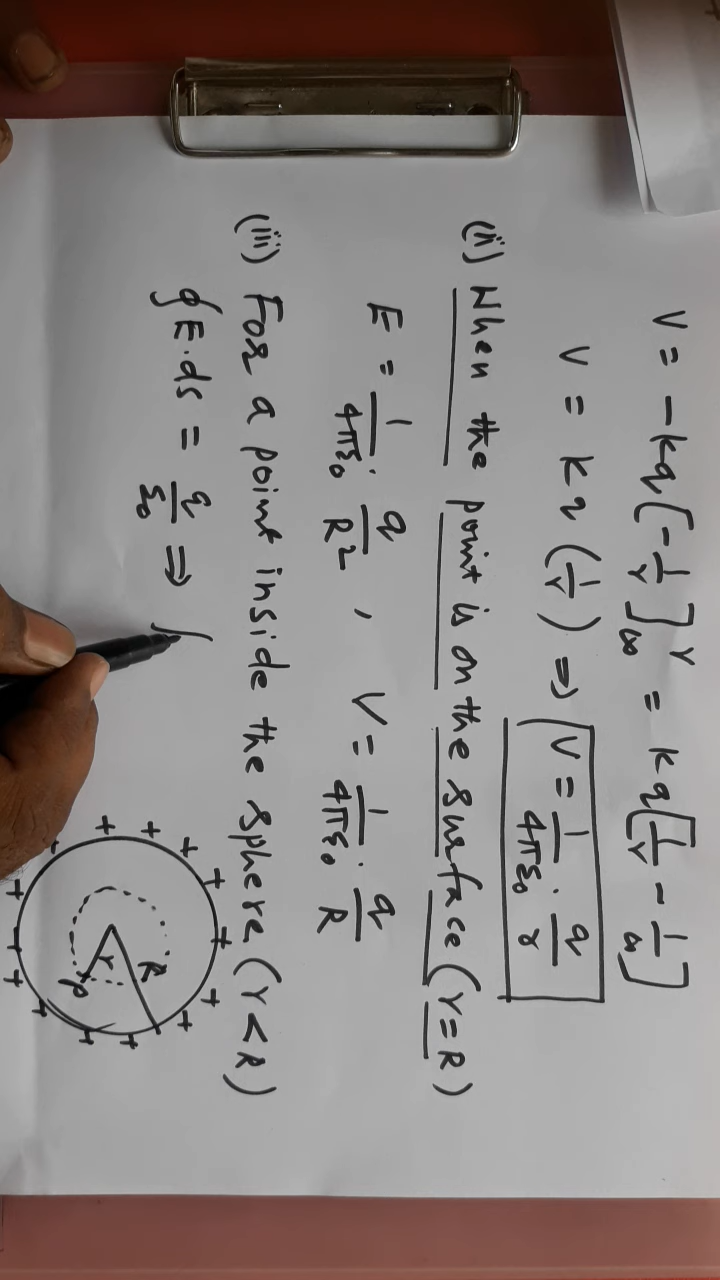 V = -kq[-1/r]^r_∞ = kq[1/r - 1/∞]
V = kq(1/r) ⇒ V = 1/4πε₀ · q/r
(ii) When the point is on the surface (r=R)
E = 1/4πε₀ · q/R² , V = 1/4πε₀ · q/R
(iii) For a point inside the sphere (r<R)
∮E.ds = q/ε₀ ⇒ ∫
+ + + + + + + + + + + + + + +
R
r
P